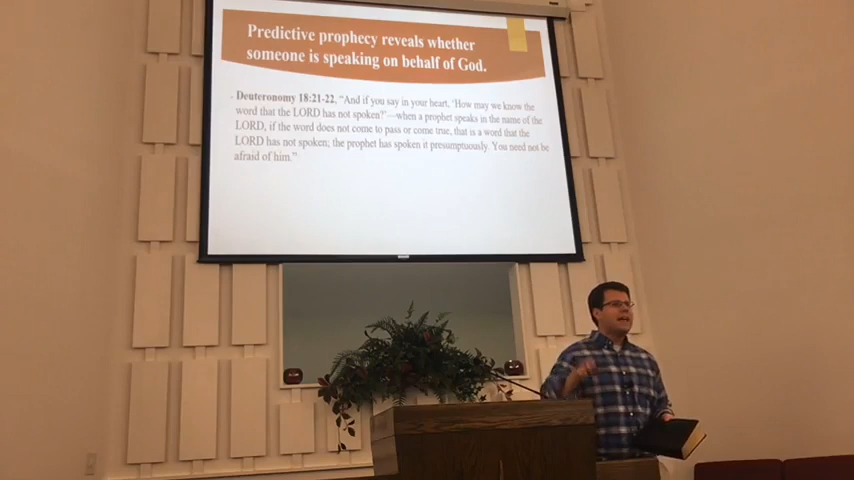 Predictive prophecy reveals whether
someone is speaking on behalf of God.
Deuteronomy 18:21-22, “And if you say in your heart, ‘How may we know the
word that the LORD has not spoken?’—when a prophet speaks in the name of the
LORD, if the word does not come to pass or come true, that is a word that the
LORD has not spoken; the prophet has spoken it presumptuously. You need not be
afraid of him.”